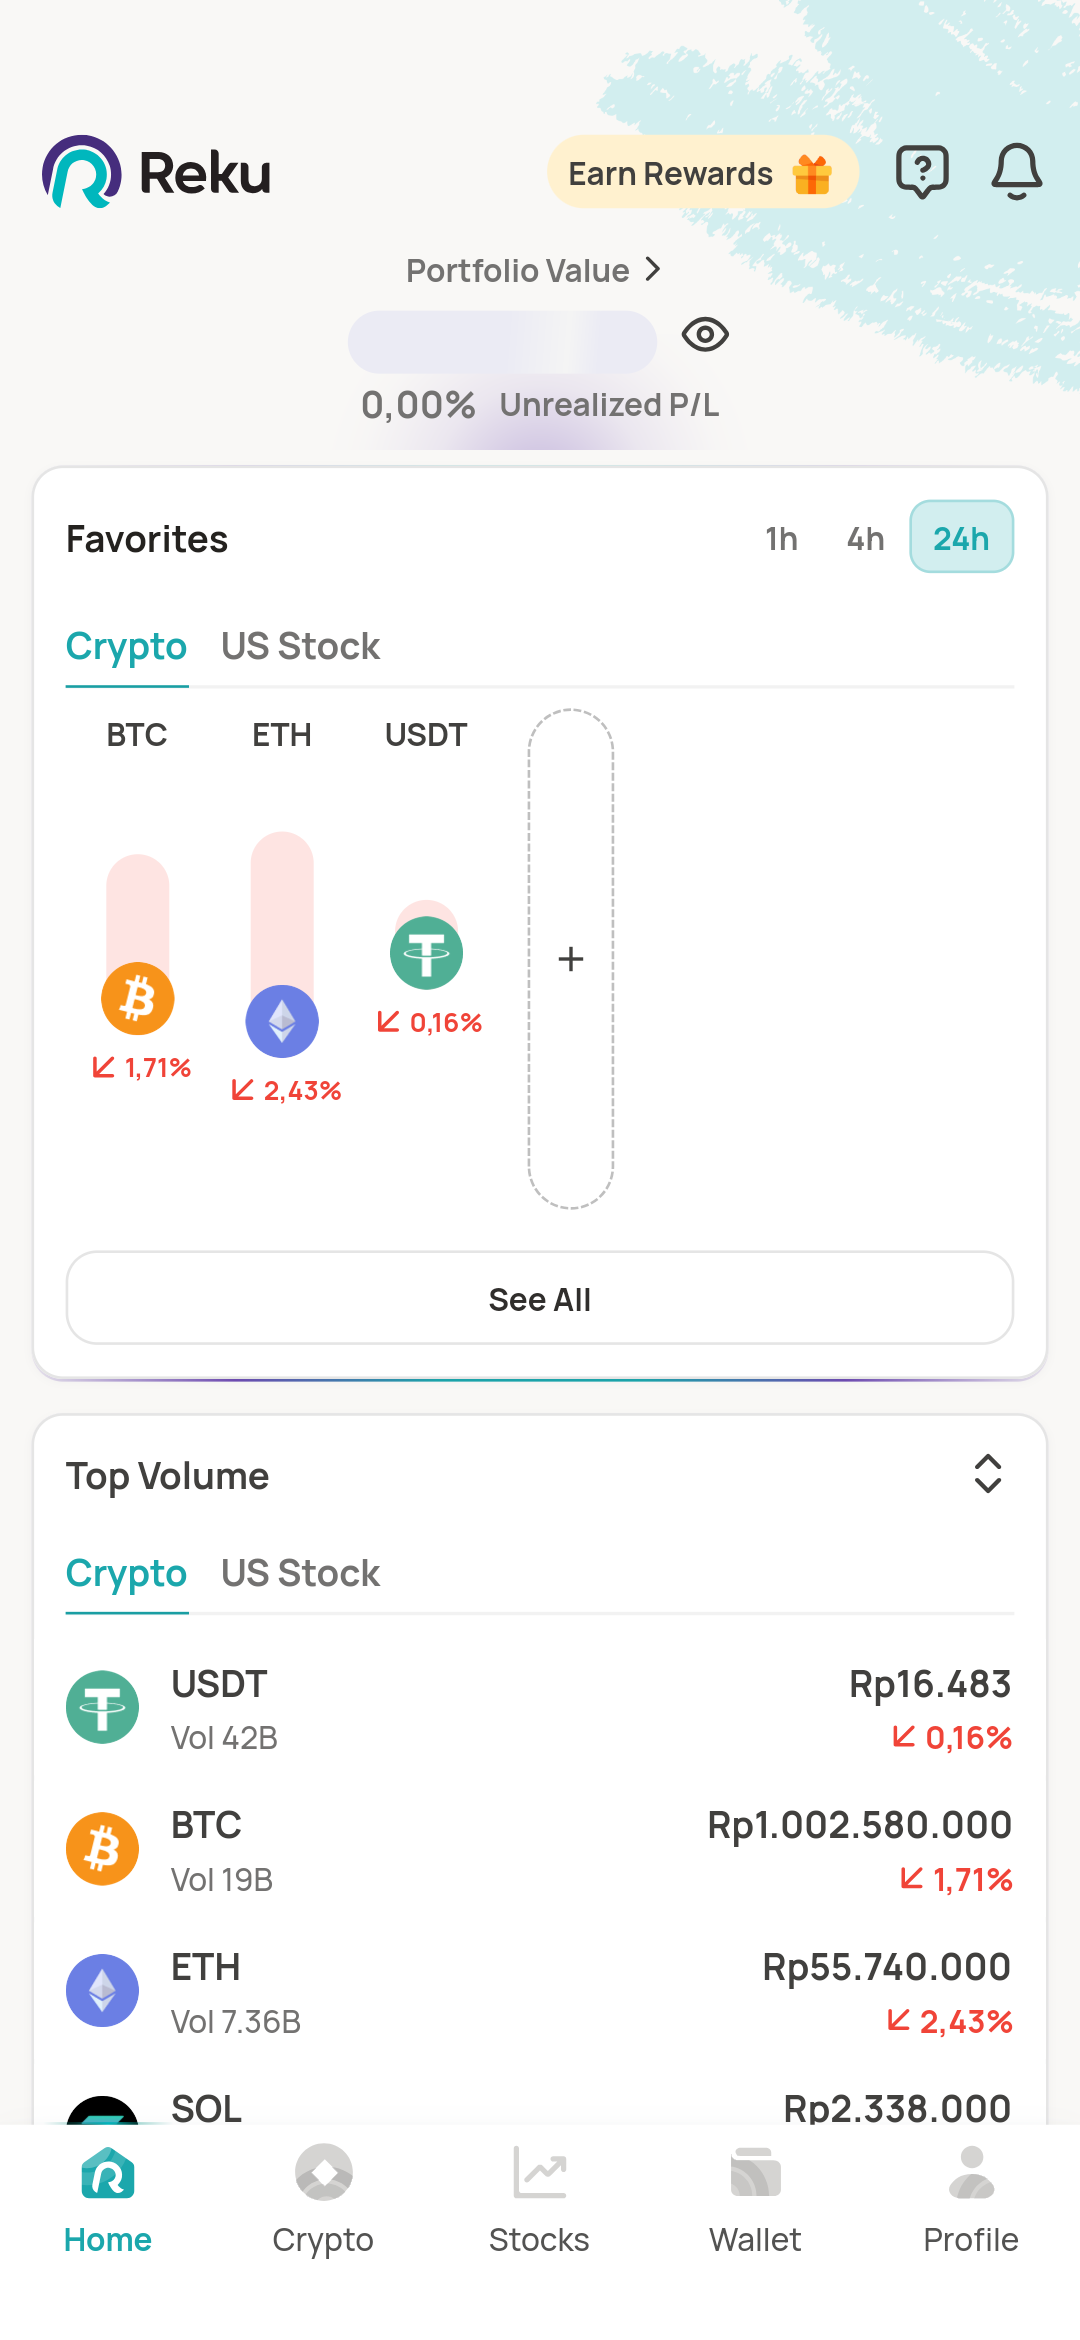 Reku
Earn Rewards
Portfolio Value
0,00% Unrealized P/L
Favorites
1h 4h 24h
Crypto US Stock
BTC ETH USDT
+
0,16%
1,71%
2,43%
See All
Top Volume
Crypto US Stock
USDT Rp16.483
Vol 42B 0,16%
BTC Rp1.002.580.000
Vol 19B 1,71%
ETH Rp55.740.000
Vol 7.36B 2,43%
SOL Rp2.338.000
Home Crypto Stocks Wallet Profile